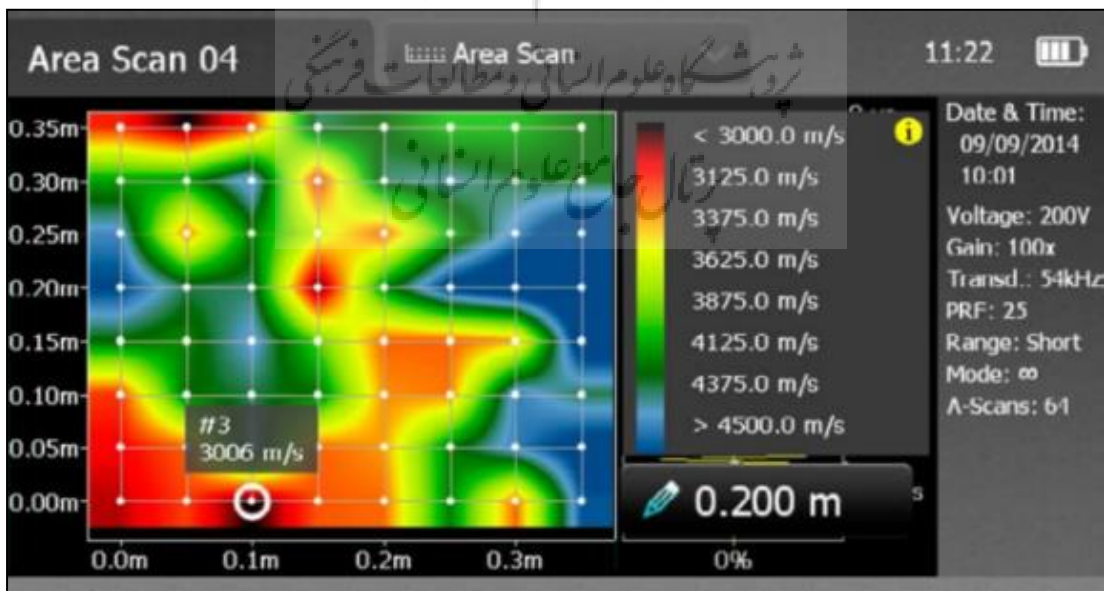 Area Scan 04
Area Scan
11:22
پژوهشگاه علوم انسانی و مطالعات فرهنگی
پرتال جامع علوم انسانی
0.35m
0.30m
0.25m
0.20m
0.15m
0.10m
0.05m
0.00m
#3
3006 m/s
0.0m
0.1m
0.2m
0.3m
< 3000.0 m/s
3125.0 m/s
3375.0 m/s
3625.0 m/s
3875.0 m/s
4125.0 m/s
4375.0 m/s
> 4500.0 m/s
i
0.200 m
s
0%
Date & Time:
09/09/2014
10:01
Voltage: 200V
Gain: 100x
Transd.: 54kHz
PRF: 25
Range: Short
Mode: ∞
A-Scans: 64